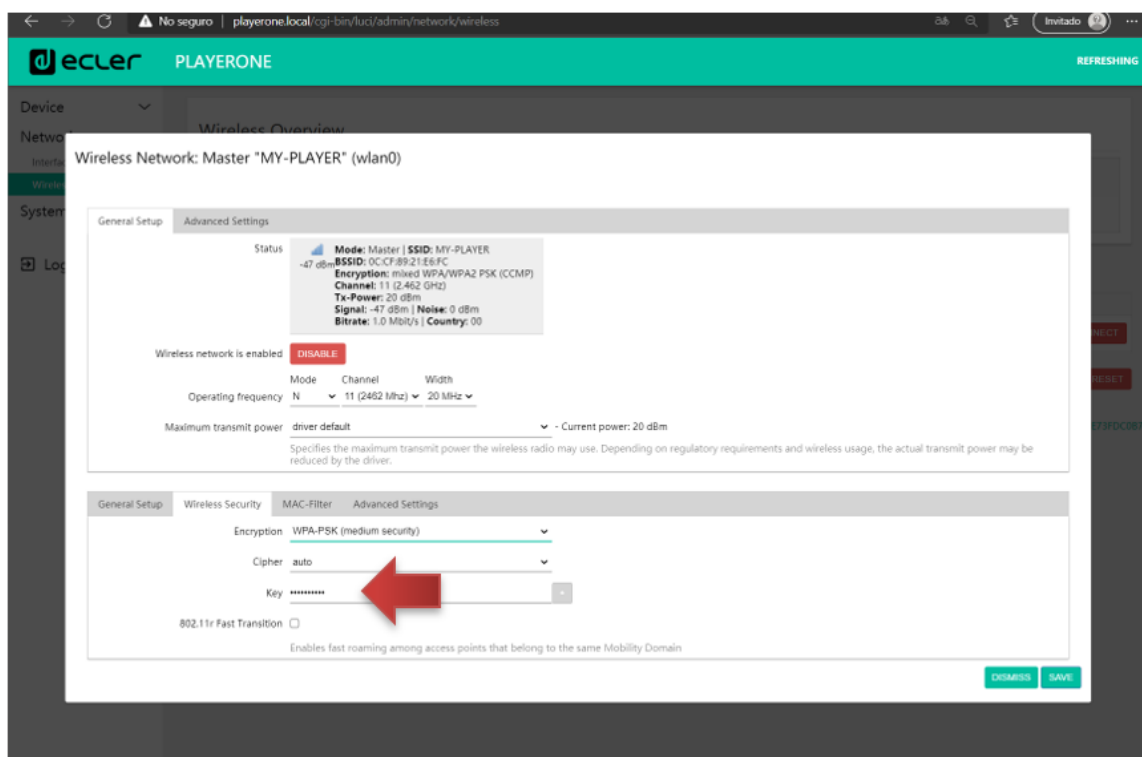 No seguro | playerone.local/cgi-bin/luci/admin/network/wireless
Invitado
ecler PLAYERONE REFRESHING
Device
Wireless Overview
Wireless Network: Master "MY-PLAYER" (wlan0)
System
General Setup Advanced Settings
Status
Mode: Master | SSID: MY-PLAYER
-47 dBm BSSID: 0C:CF:89:21:E6:FC
Encryption: mixed WPA/WPA2 PSK (CCMP)
Channel: 11 (2.462 GHz)
Tx-Power: 20 dBm
Signal: -47 dBm | Noise: 0 dBm
Bitrate: 1.0 Mbit/s | Country: 00
Wireless network is enabled DISABLE
Mode Channel Width
Operating frequency N 11 (2462 Mhz) 20 MHz
Maximum transmit power driver default - Current power: 20 dBm
Specifies the maximum transmit power the wireless radio may use. Depending on regulatory requirements and wireless usage, the actual transmit power may be
reduced by the driver.
RESET
General Setup Wireless Security MAC-Filter Advanced Settings
Encryption WPA-PSK (medium security)
Cipher auto
Key ••••••••••
802.11r Fast Transition
Enables fast roaming among access points that belong to the same Mobility Domain
DISMISS SAVE